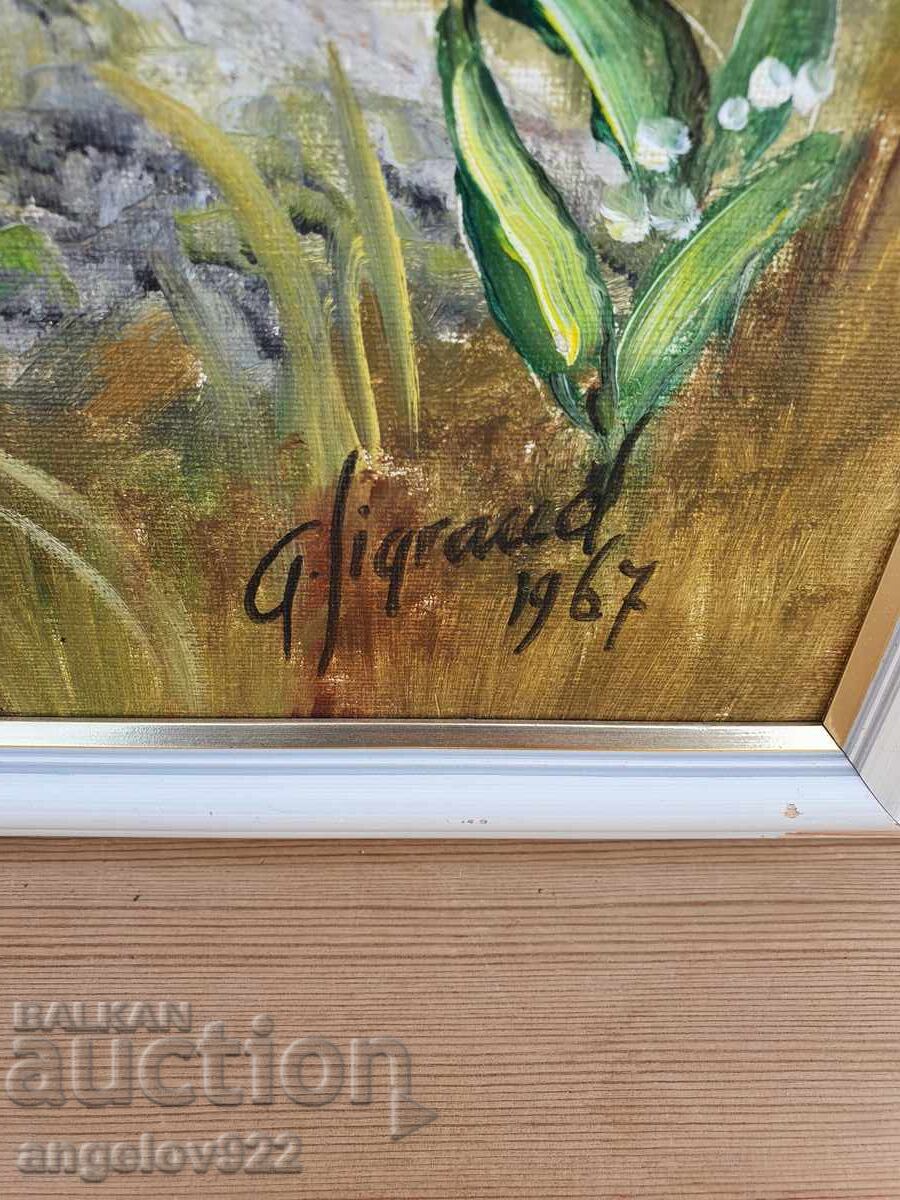 G. Sigraud
1967
BALKAN
auction
angelov922